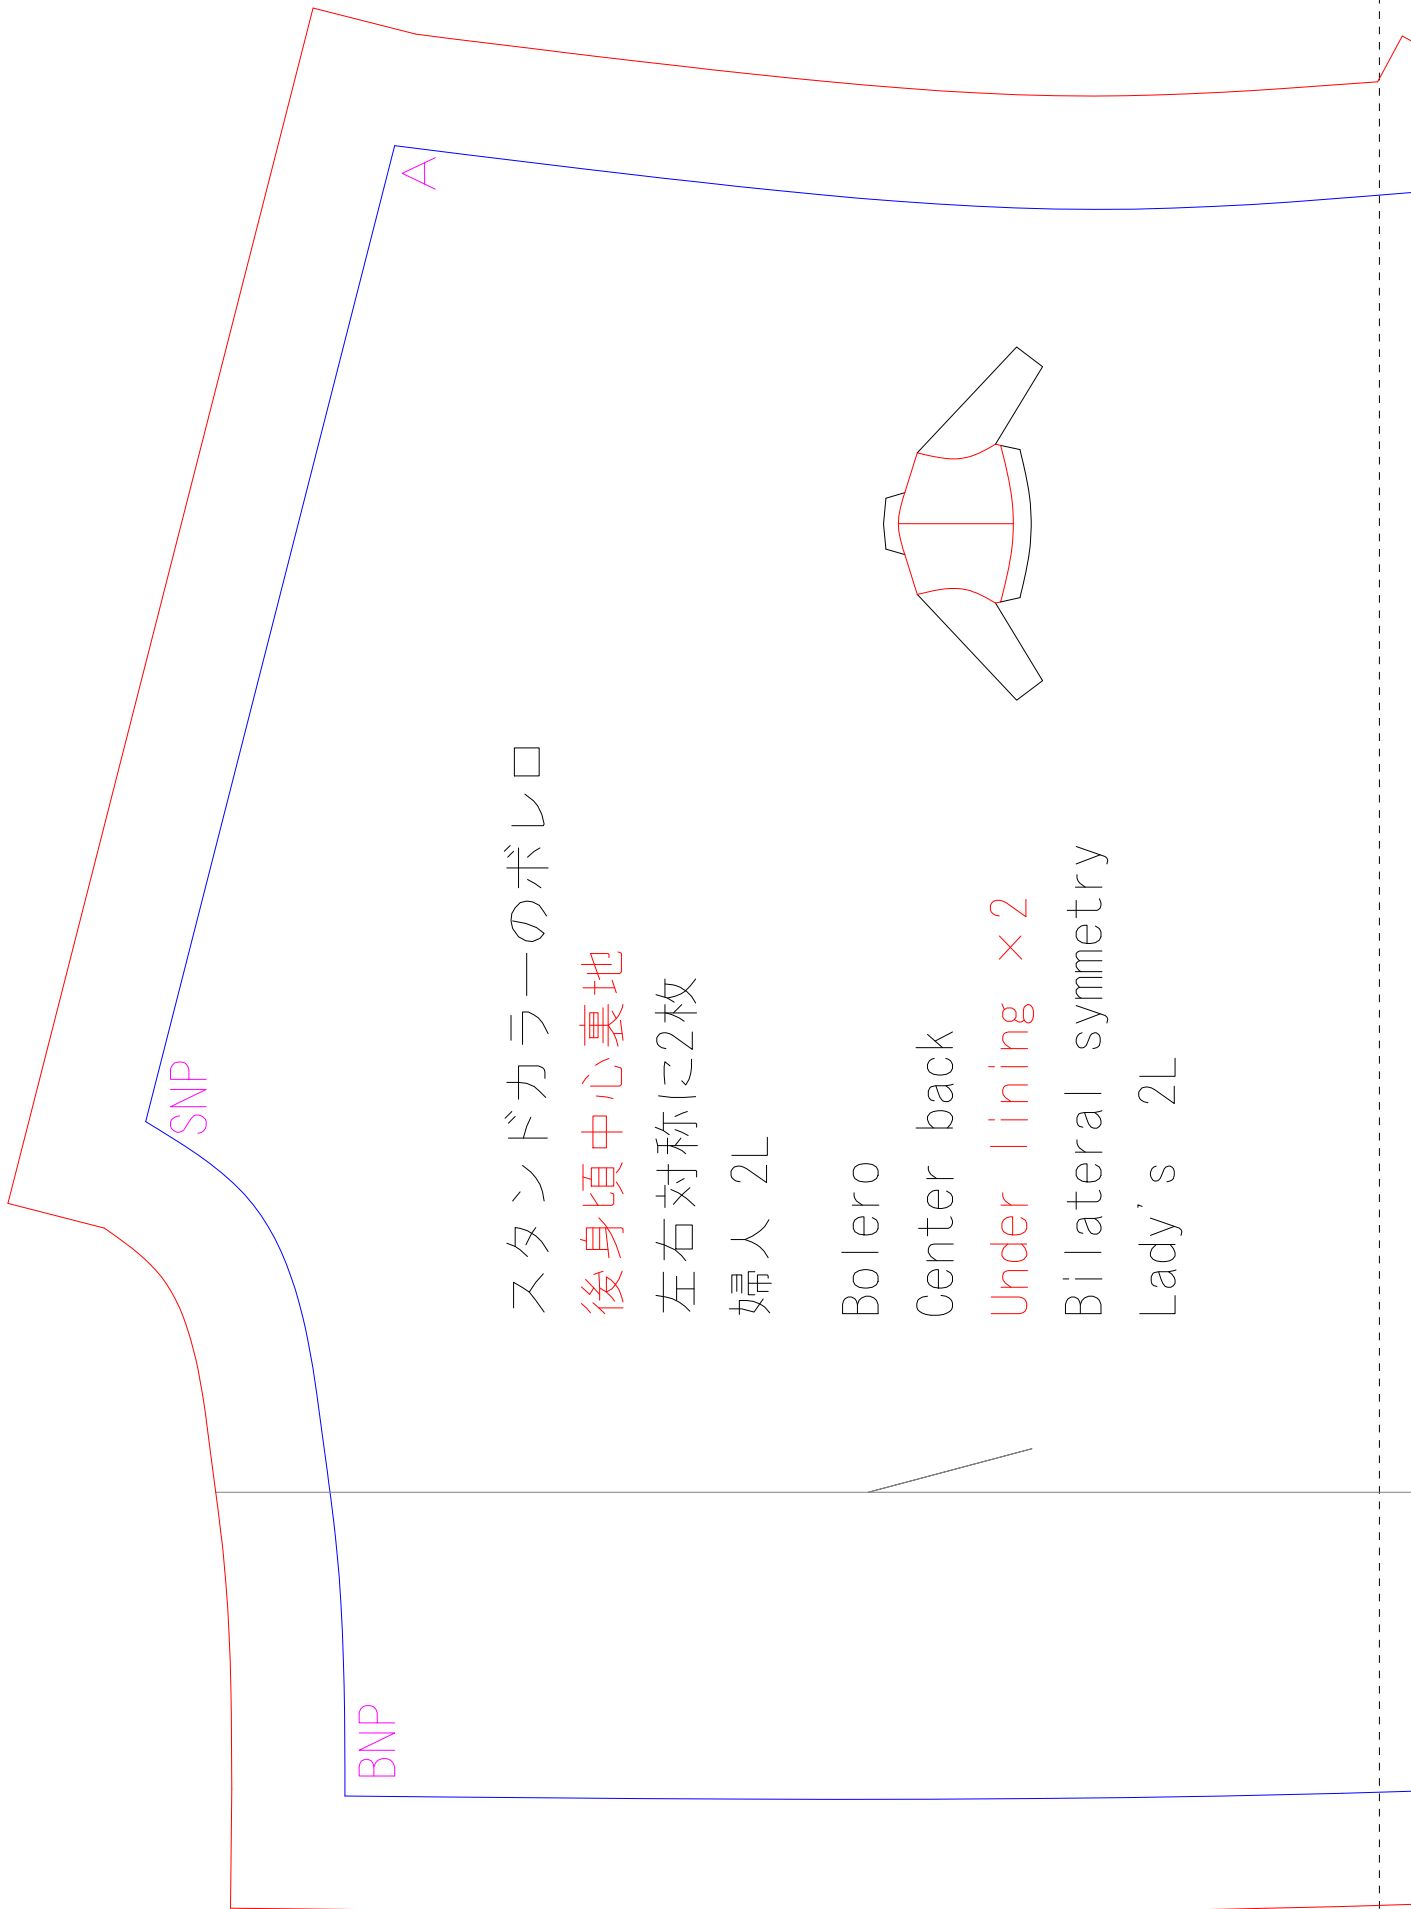 スタンドカラーのボレロ
後身頃中心裏地
左右対称に2枚
婦人 2L
Bolero
Center back
Under lining ×2
Bilateral symmetry
Lady's 2L
A
SNP
BNP